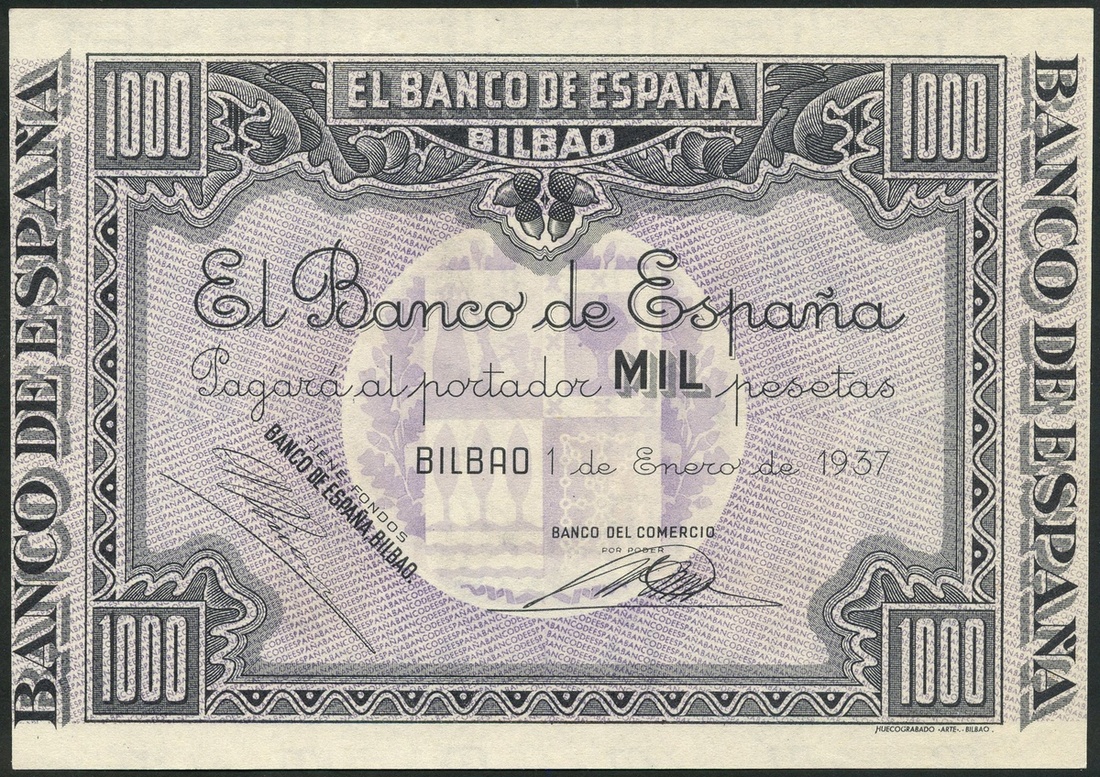 1000
EL BANCO DE ESPAÑA
1000
BILBAO
BANCO DE ESPAÑA
BANCO DE ESPAÑA
El Banco de España
Pagará al portador MIL pesetas
BILBAO 1 de Enero de 1937
TIENE FONDOS
BANCO DE ESPAÑA, BILBAO.
BANCO DEL COMERCIO
POR PODER
1000
1000
HUECOGRABADO «ARTE».- BILBAO.